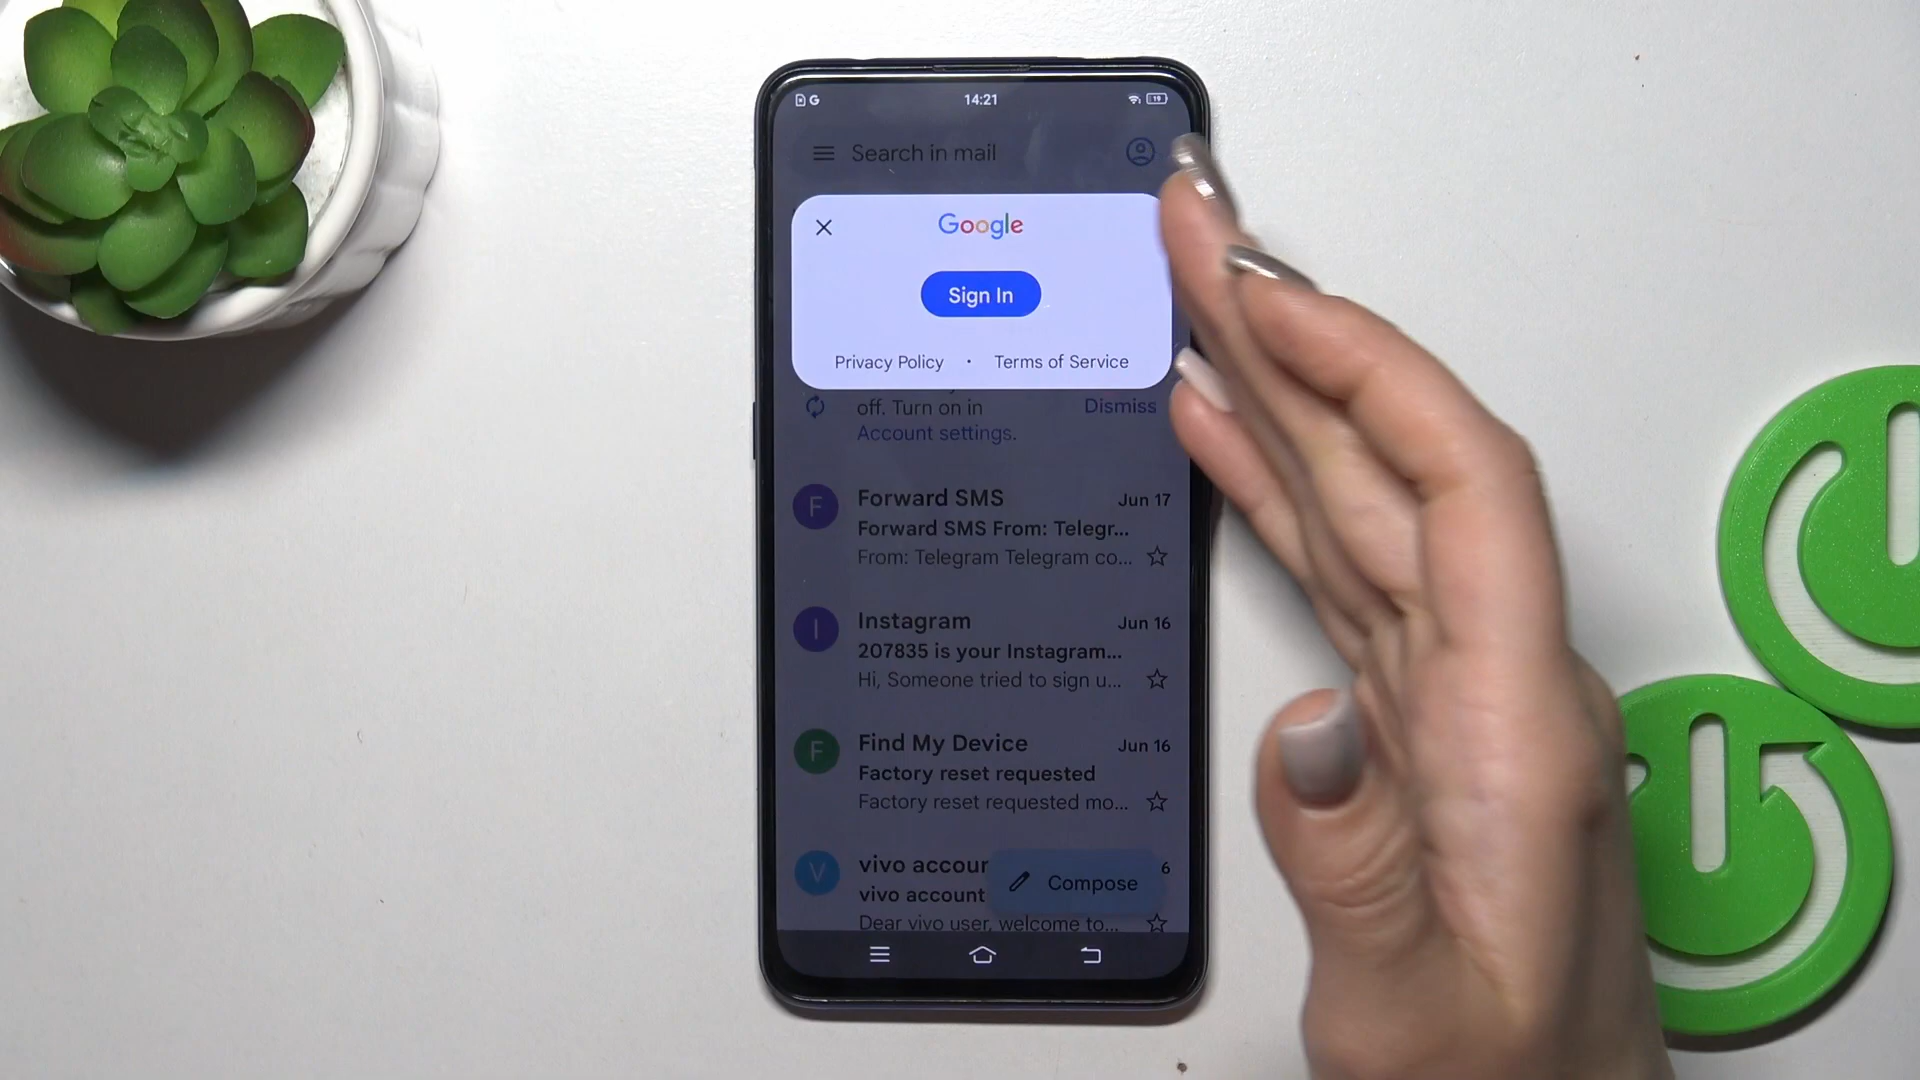 14:21
19
Search in mail
Google
Sign In
Privacy Policy • Terms of Service
off. Turn on in
Dismiss
Account settings.
F
Forward SMS
Jun 17
Forward SMS From: Telegr...
From: Telegram Telegram co...
I
Instagram
Jun 16
207835 is your Instagram...
Hi, Someone tried to sign u...
F
Find My Device
Jun 16
Factory reset requested
Factory reset requested mo...
V
vivo accour
6
vivo account
Compose
Dear vivo user, welcome to...